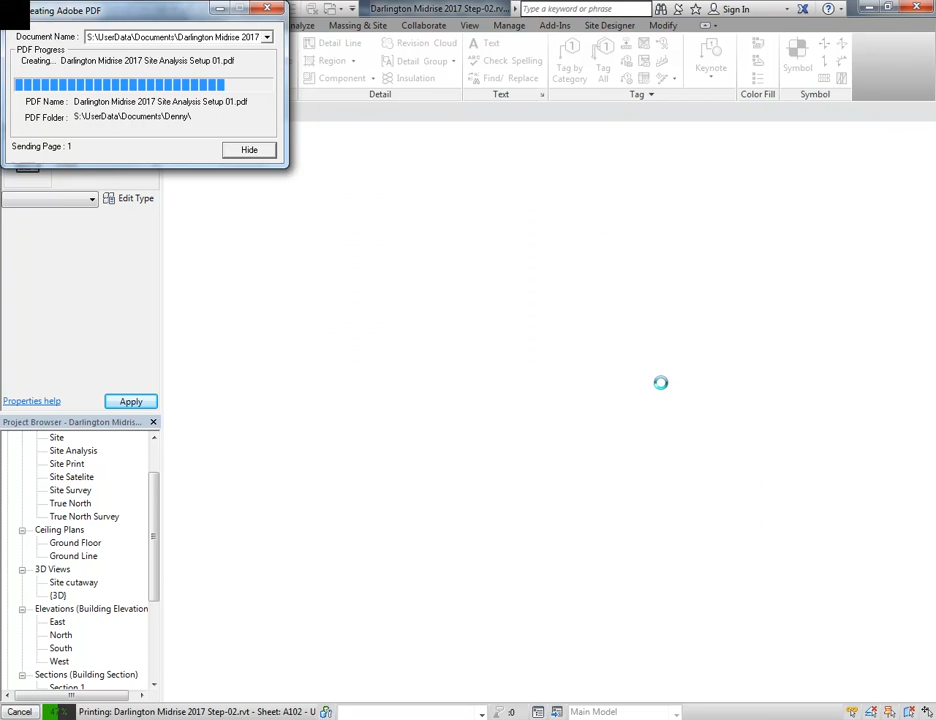 eating Adobe PDF
Document Name : S:\UserData\Documents\Darlington Midrise 2017
PDF Progress
Creating... Darlington Midrise 2017 Site Analysis Setup 01.pdf
PDF Name : Darlington Midrise 2017 Site Analysis Setup 01.pdf
PDF Folder : S:\UserData\Documents\Denny\
Sending Page : 1
Hide
Darlington Midrise 2017 Step-02.rvt...
Type a keyword or phrase
Sign In
alyze Massing & Site Collaborate View Manage Add-Ins Site Designer Modify
Detail Line
Revision Cloud
Region
Detail Group
Component
Insulation
Detail
Text
Check Spelling
Find/ Replace
Text
Tag by Category
Tag All
Tag
Keynote
Color Fill
Symbol
Symbol
Edit Type
Properties help
Apply
Project Browser - Darlington Midris...
Site
Site Analysis
Site Print
Site Satelite
Site Survey
True North
True North Survey
Ceiling Plans
Ground Floor
Ground Line
3D Views
Site cutaway
{3D}
Elevations (Building Elevation
East
North
South
West
Sections (Building Section)
Section 1
Cancel
Printing: Darlington Midrise 2017 Step-02.rvt - Sheet: A102 - U
:0
Main Model